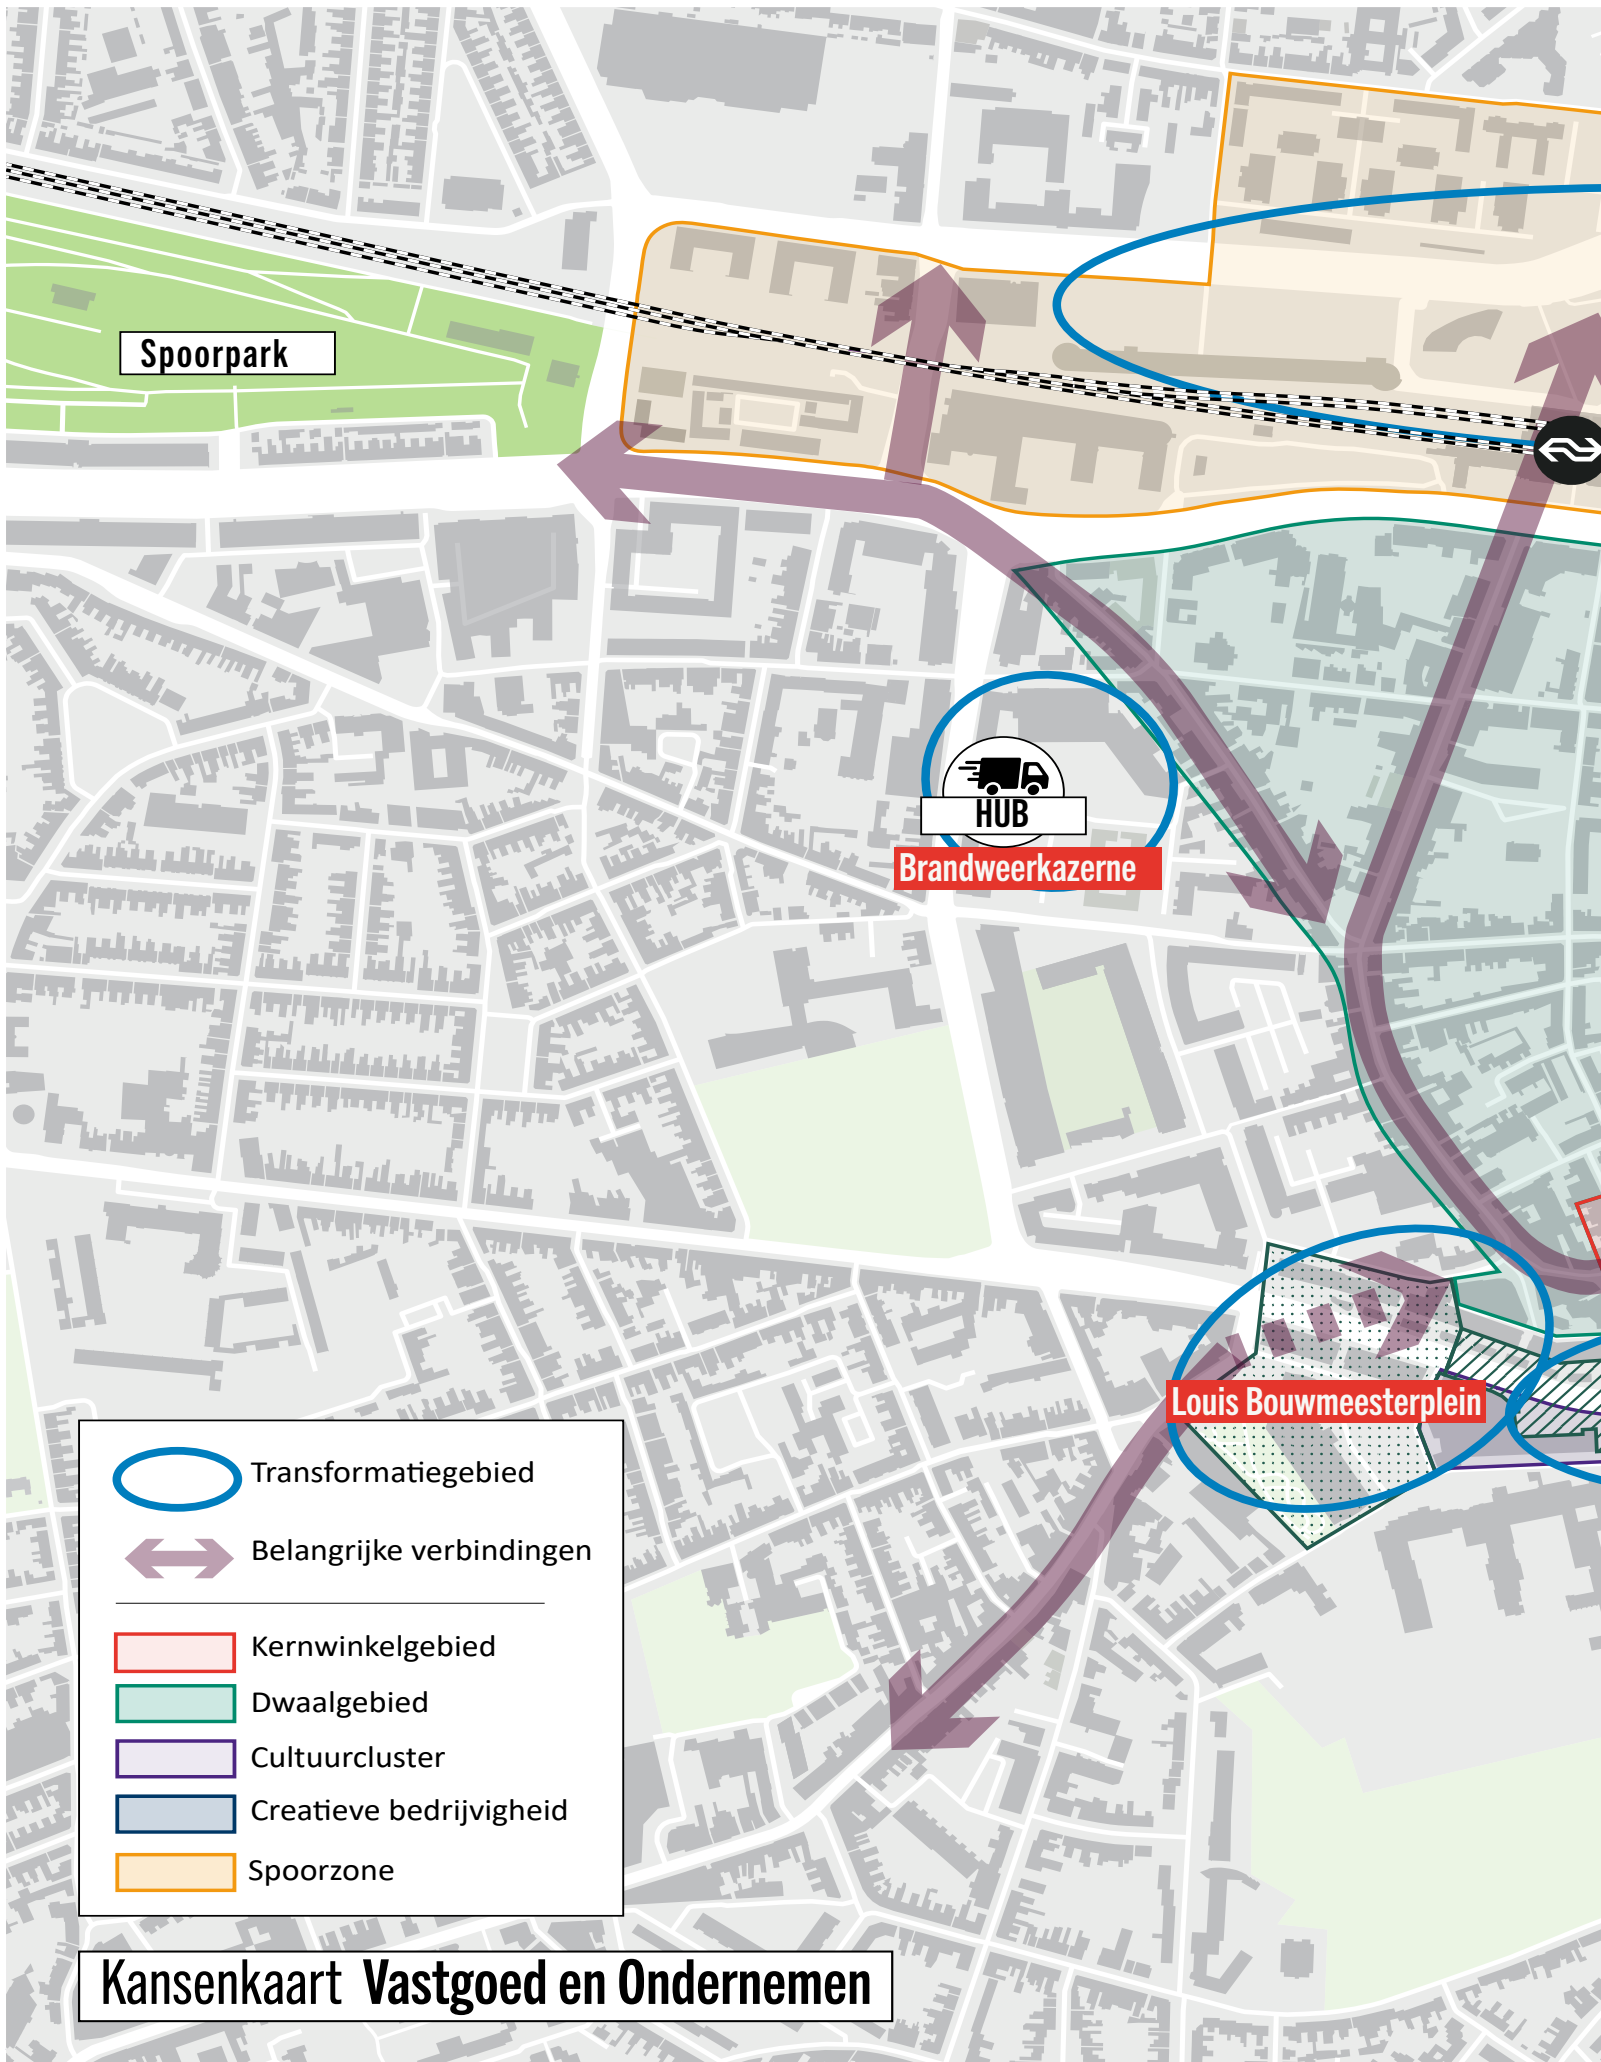 Spoorpark
HUB
Brandweerkazerne
Louis Bouwmeesterplein
Transformatiegebied
Belangrijke verbindingen
Kernwinkelgebied
Dwaalgebied
Cultuurcluster
Creatieve bedrijvigheid
Spoorzone
Kansenkaart Vastgoed en Ondernemen